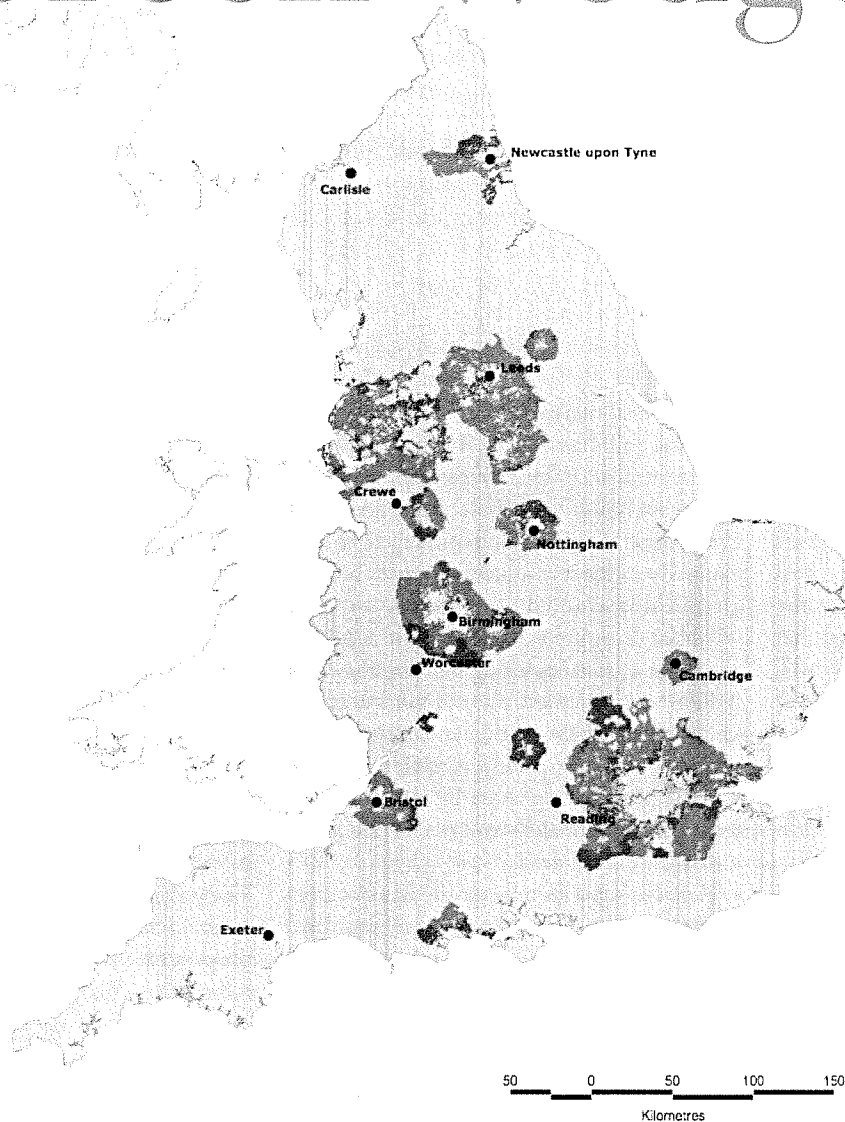 Newcastle upon Tyne
Carlisle
Leeds
Crewe
Nottingham
Birmingham
Worcester
Cambridge
Bristol
Reading
Exeter
50 0 50 100 150
Kilometres